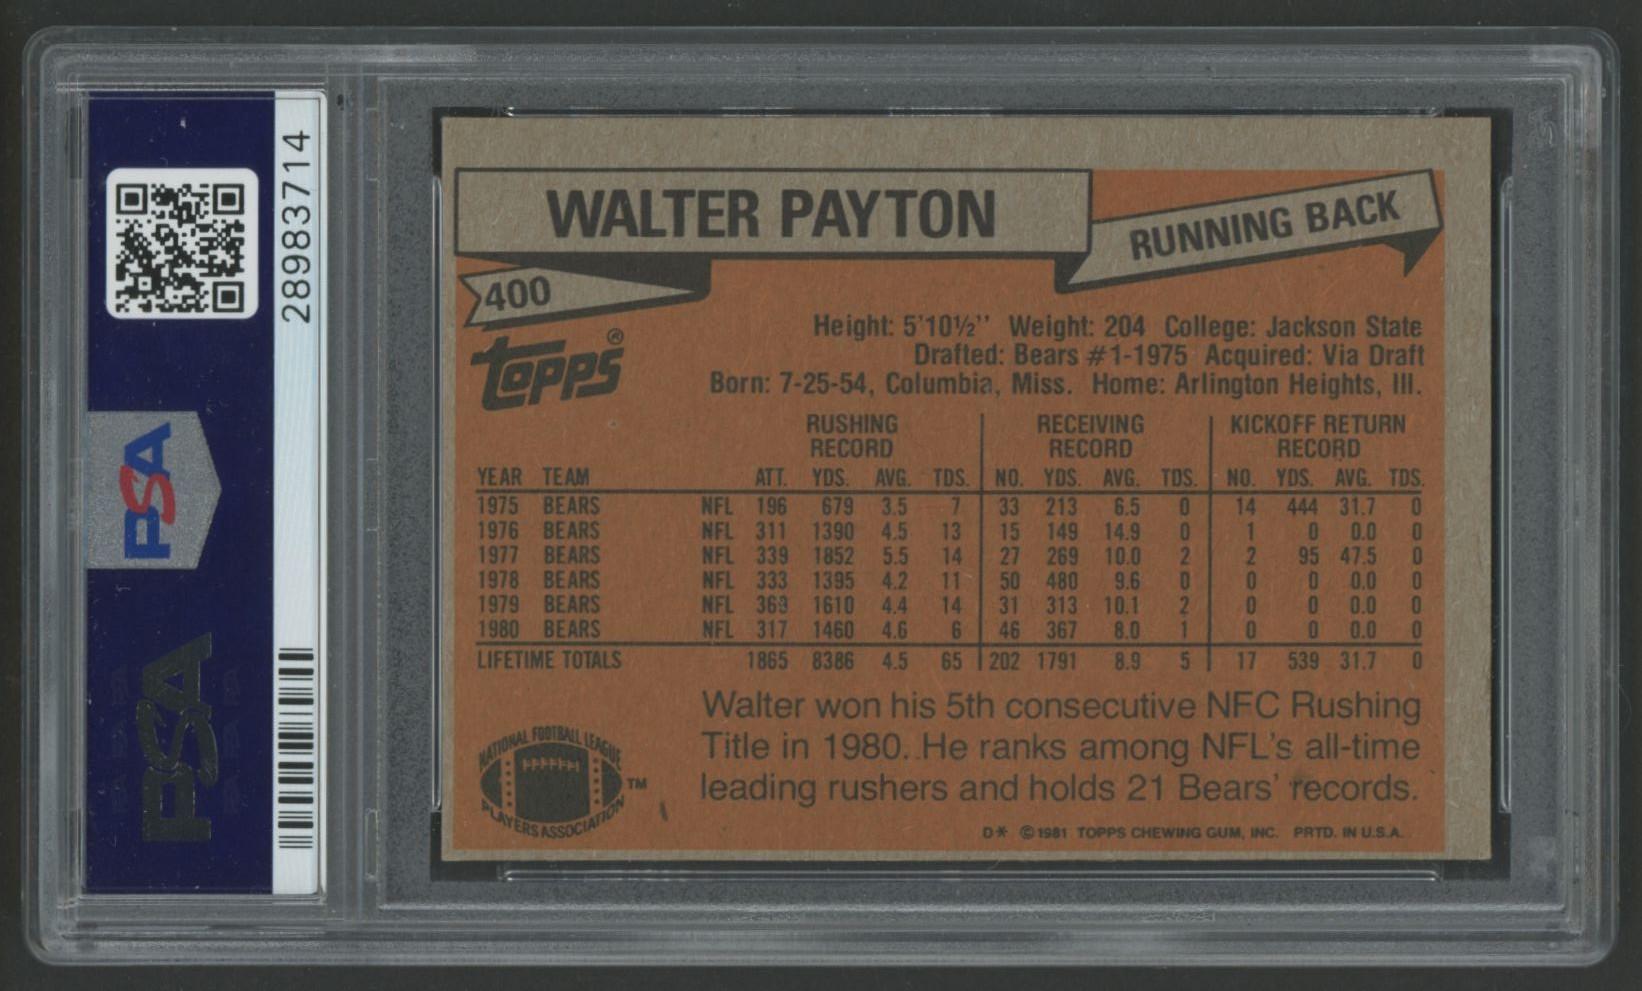 28983714
PSA
PSA
WALTER PAYTON
RUNNING BACK
400
Topps®
Height: 5'10½'' Weight: 204 College: Jackson State
Drafted: Bears #1-1975 Acquired: Via Draft
Born: 7-25-54, Columbia, Miss. Home: Arlington Heights, Ill.
RUSHING RECORD RECEIVING RECORD KICKOFF RETURN RECORD
YEAR TEAM ATT. YDS. AVG. TDS. NO. YDS. AVG. TDS. NO. YDS. AVG. TDS.
1975 BEARS NFL 196 679 3.5 7 33 213 6.5 0 14 444 31.7 0
1976 BEARS NFL 311 1390 4.5 13 15 149 14.9 0 1 0 0.0 0
1977 BEARS NFL 339 1852 5.5 14 27 269 10.0 2 2 95 47.5 0
1978 BEARS NFL 333 1395 4.2 11 50 480 9.6 0 0 0 0.0 0
1979 BEARS NFL 369 1610 4.4 14 31 313 10.1 2 0 0 0.0 0
1980 BEARS NFL 317 1460 4.6 6 46 367 8.0 1 0 0 0.0 0
LIFETIME TOTALS 1865 8386 4.5 65 202 1791 8.9 5 17 539 31.7 0
Walter won his 5th consecutive NFC Rushing
Title in 1980. He ranks among NFL's all-time
leading rushers and holds 21 Bears' records.
NATIONAL FOOTBALL LEAGUE
PLAYERS ASSOCIATION
™
D* ©1981 TOPPS CHEWING GUM, INC. PRTD. IN U.S.A.